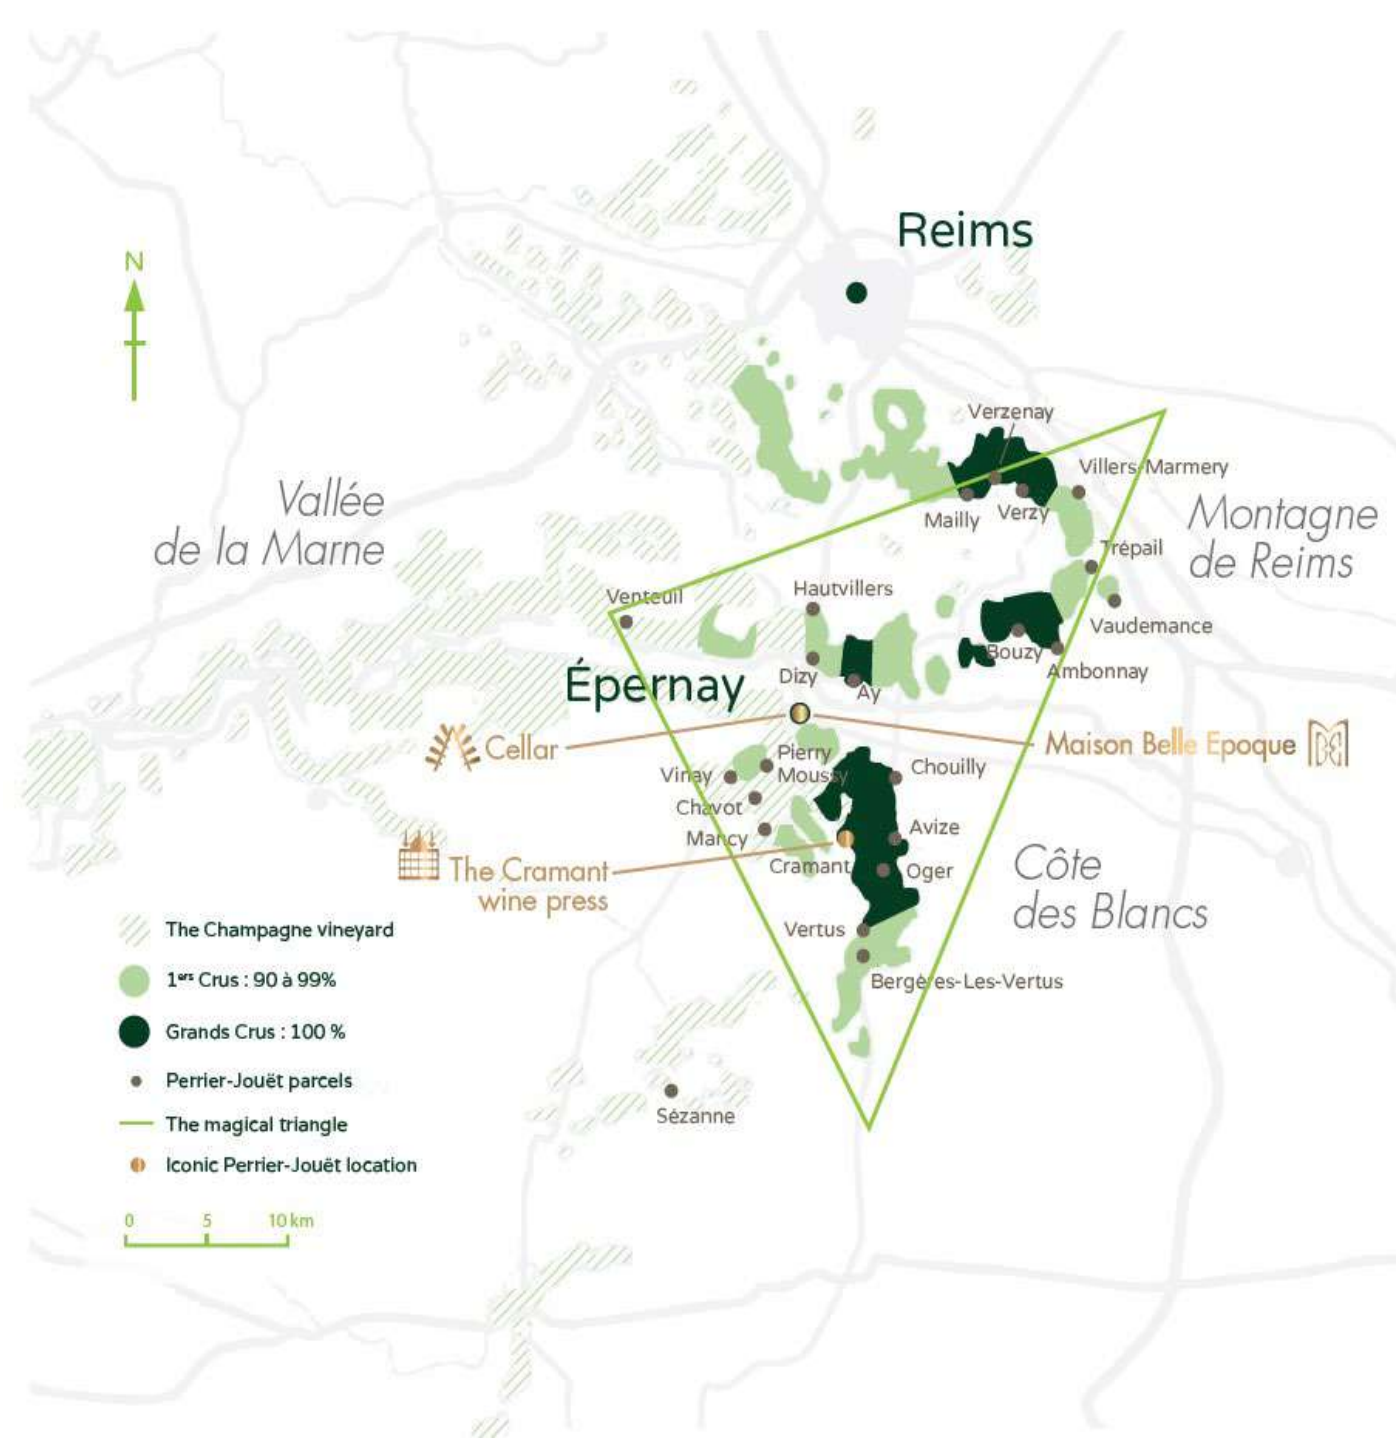 Reims
N
Verzenay
Villers-Marmery
Vallée
de la Marne
Montagne
de Reims
Mailly
Verzy
Trépail
Venteuil
Hautvillers
Vaudemance
Bouzy
Ambonnay
Épernay
Dizy
Ay
Cellar
Maison Belle Epoque
Pierry
Moussy
Vinay
Chouilly
Chavot
Mancy
Avize
The Cramant
wine press
Cramant
Oger
Côte
des Blancs
Vertus
Bergères-Les-Vertus
The Champagne vineyard
1ers Crus : 90 à 99%
Grands Crus : 100 %
Perrier-Jouët parcels
The magical triangle
Iconic Perrier-Jouët location
Sézanne
0 5 10 km